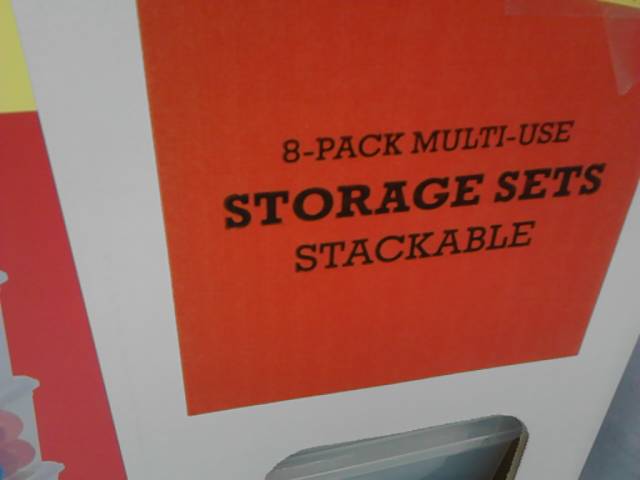 8-PACK MULTI-USE
STORAGE SETS
STACKABLE